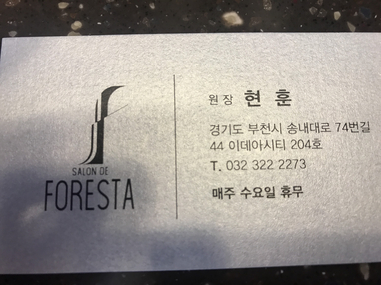 SALON DE
FORESTA
원장 현 훈
경기도 부천시 송내대로 74번길
44 이데아시티 204호
T. 032 322 2273
매주 수요일 휴무